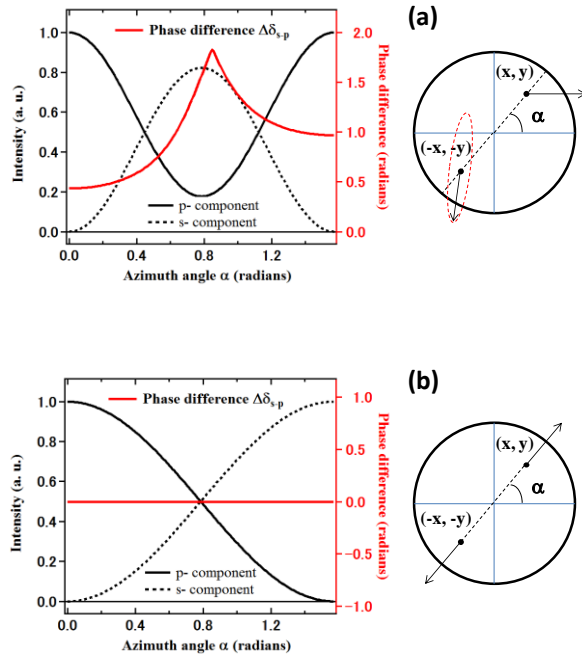 (a)
Phase difference Δδs-p
1.0
0.8
0.6
0.4
0.2
0.0
Intensity (a. u.)
2.0
1.5
1.0
0.5
0.0
Phase difference Δδs-p
(radians)
p- component
s- component
0.0 0.4 0.8 1.2
Azimuth angle α (radians)
(x, y)
α
(-x, -y)
(b)
Phase difference Δδs-p
1.0
0.8
0.6
0.4
0.2
0.0
Intensity (a. u.)
1.0
0.5
0.0
-0.5
-1.0
Phase difference Δδs-p
(radians)
p- component
s- component
0.0 0.4 0.8 1.2
Azimuth angle α (radians)
(x, y)
α
(-x, -y)